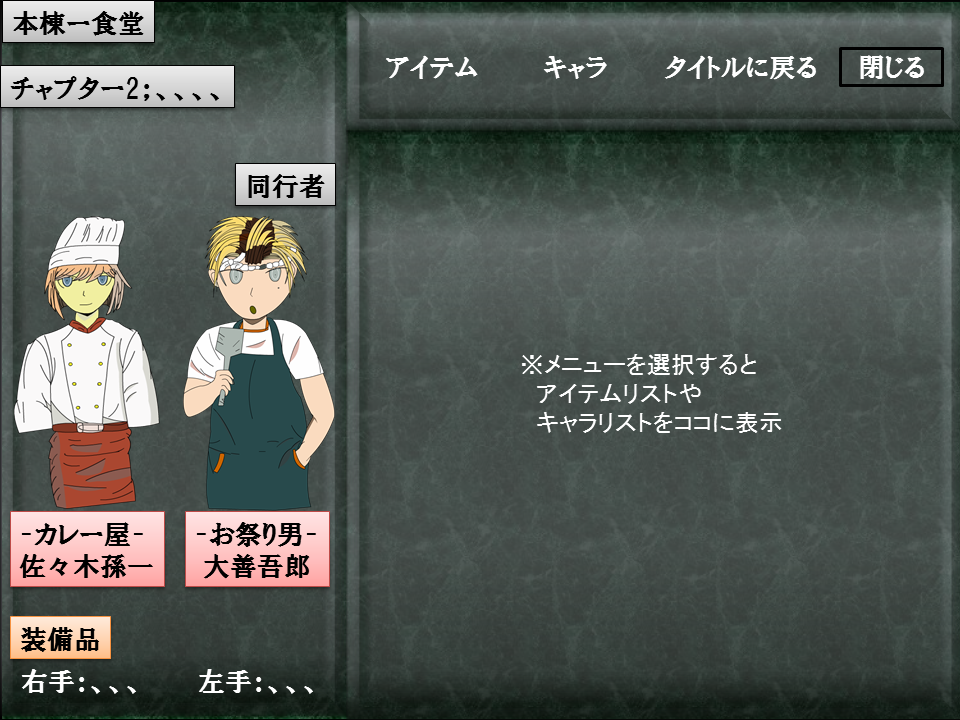 本棟ー食堂
チャプター2；、、、、
アイテム キャラ タイトルに戻る 閉じる
同行者
※メニューを選択すると
アイテムリストや
キャラリストをココに表示
-カレー屋-
佐々木孫一
-お祭り男-
大善吾郎
装備品
右手：、、、 左手：、、、